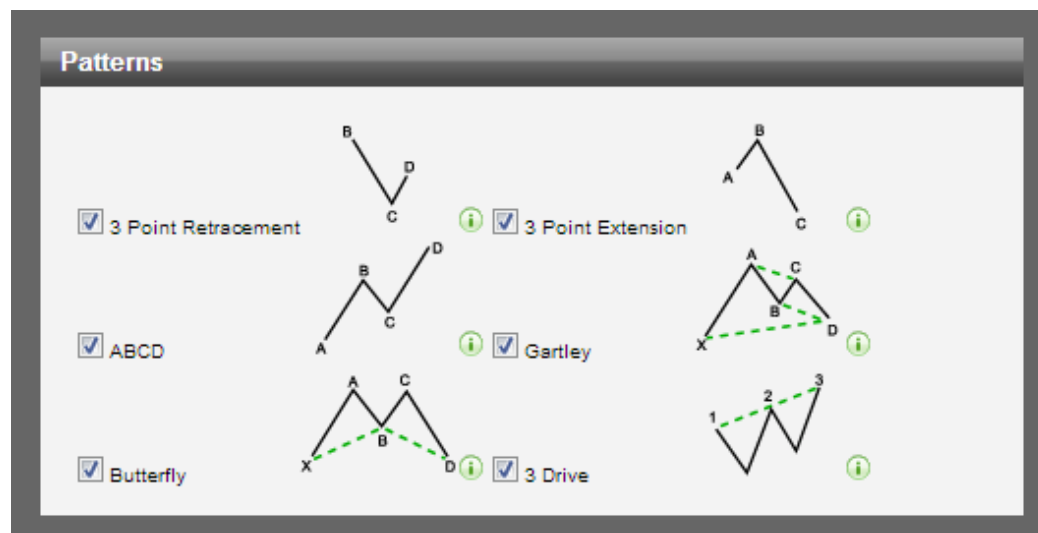 Patterns
B
D
C
3 Point Retracement
B
A
C
3 Point Extension
D
B
C
A
ABCD
A
C
B
D
X
Gartley
A
C
B
X
D
Butterfly
3
2
1
3 Drive